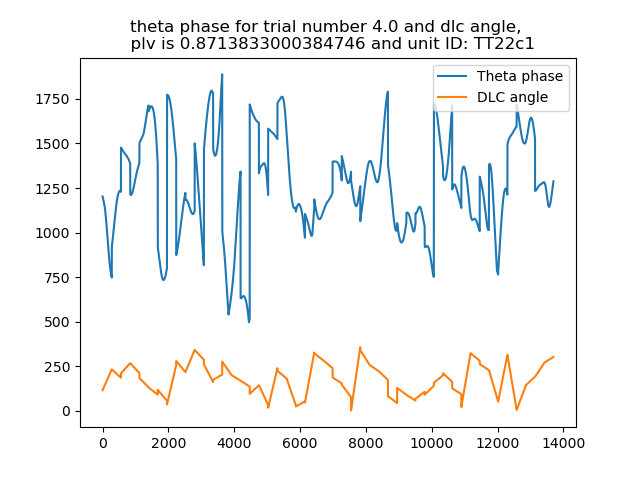 theta phase for trial number 4.0 and dlc angle,
plv is 0.8713833000384746 and unit ID: TT22c1
Theta phase
DLC angle
1750
1500
1250
1000
750
500
250
0
0 2000 4000 6000 8000 10000 12000 14000